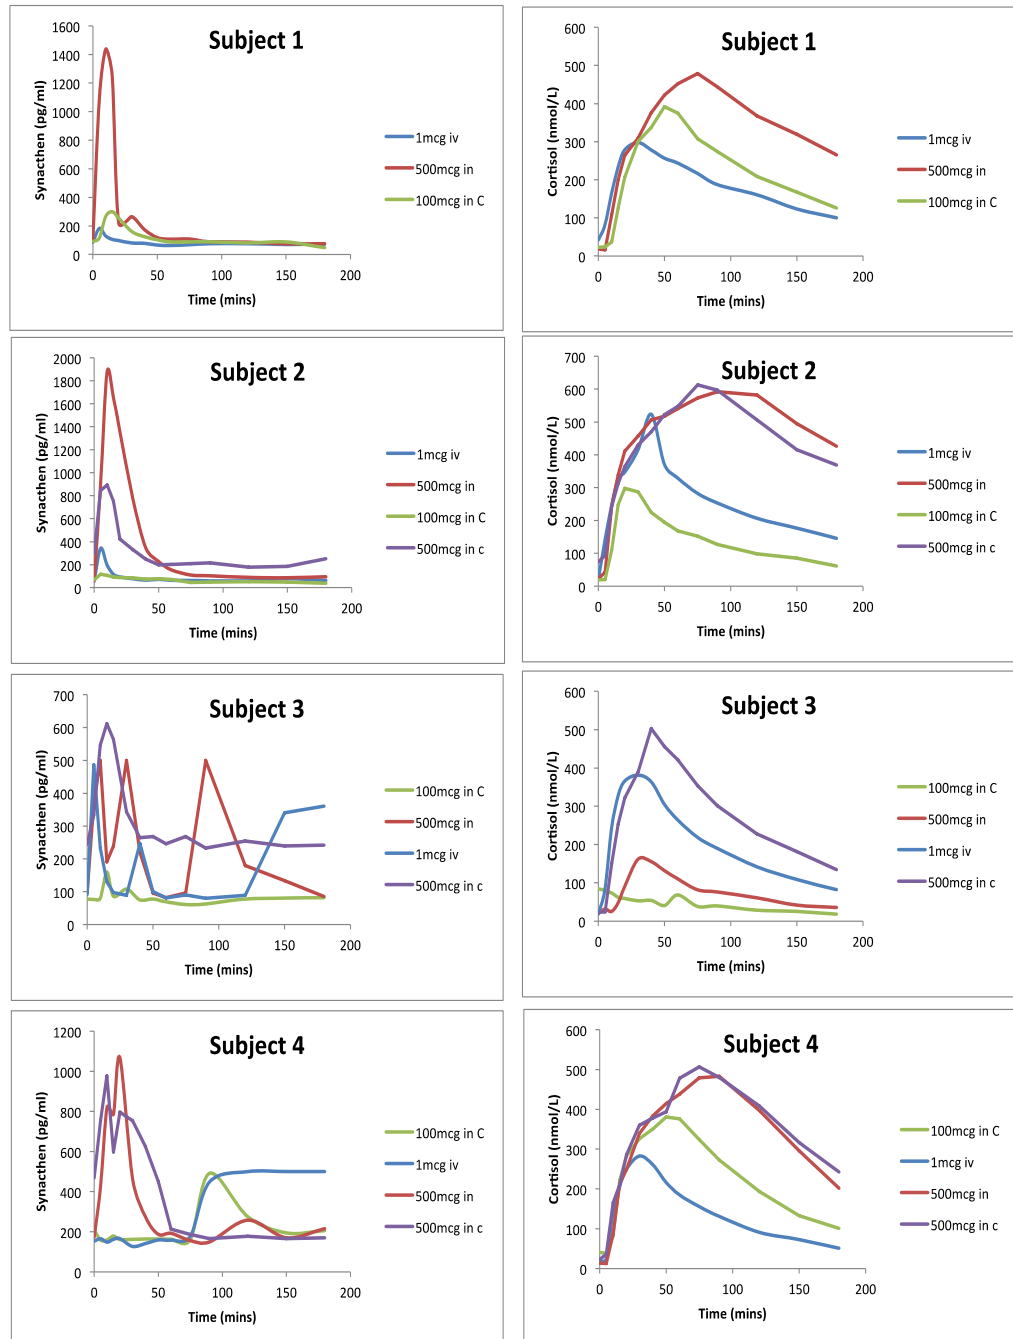 Subject 1
Synacthen (pg/ml)
1600
1400
1200
1000
800
600
400
200
0
0 50 100 150 200
Time (mins)
1mcg iv
500mcg in
100mcg in C
Subject 1
Cortisol (nmol/L)
600
500
400
300
200
100
0
0 50 100 150 200
Time (mins)
1mcg iv
500mcg in
100mcg in C
Subject 2
Synacthen (pg/ml)
2000
1800
1600
1400
1200
1000
800
600
400
200
0
0 50 100 150 200
Time (mins)
1mcg iv
500mcg in
100mcg in C
500mcg in c
Subject 2
Cortisol (nmol/L)
700
600
500
400
300
200
100
0
0 50 100 150 200
Time (mins)
1mcg iv
500mcg in
100mcg in C
500mcg in c
Subject 3
Synacthen (pg/ml)
700
600
500
400
300
200
100
0
0 50 100 150 200
Time (mins)
100mcg in C
500mcg in
1mcg iv
500mcg in c
Subject 3
Cortisol (nmol/L)
600
500
400
300
200
100
0
0 50 100 150 200
Time (mins)
100mcg in C
500mcg in
1mcg iv
500mcg in c
Subject 4
Synacthen (pg/ml)
1200
1000
800
600
400
200
0
0 50 100 150 200
Time (mins)
100mcg in C
1mcg iv
500mcg in
500mcg in c
Subject 4
Cortisol (nmol/L)
600
500
400
300
200
100
0
0 50 100 150 200
Time (mins)
100mcg in C
1mcg iv
500mcg in
500mcg in c